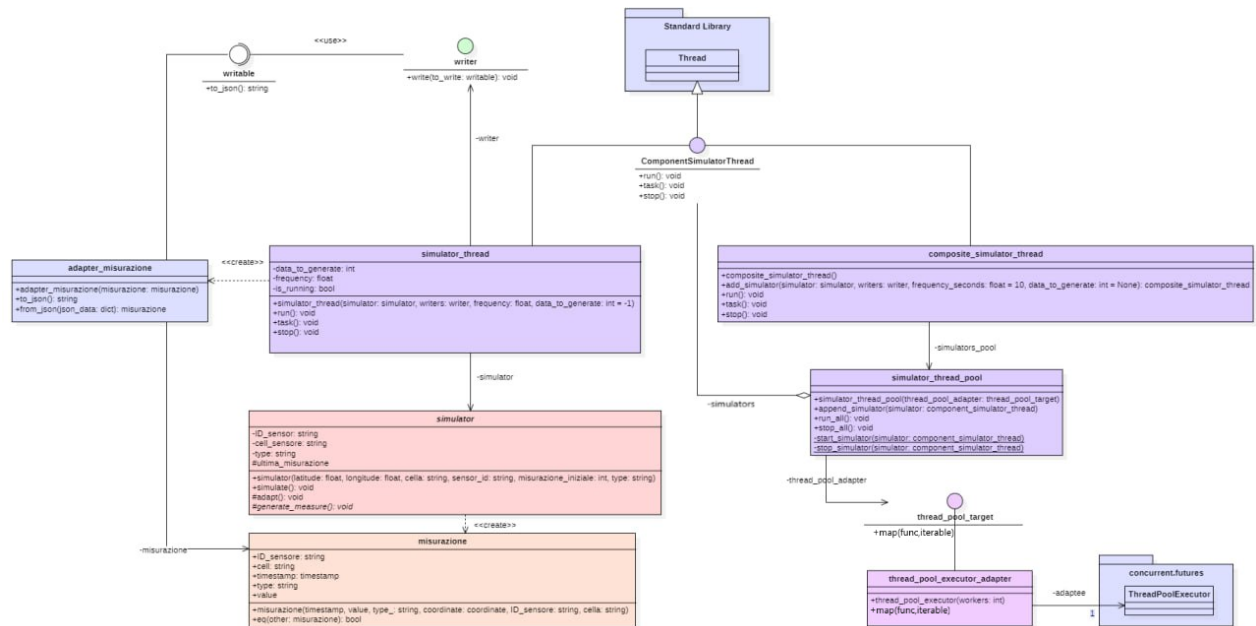 <<use>>
writable
+to_json(): string
writer
+write(to_write: writable): void
-writer
Standard Library
Thread
ComponentSimulatorThread
+run(): void
+task(): void
+stop(): void
adapter_misurazione
+adapter_misurazione(misurazione: misurazione)
+to_json(): string
+from_json(json_data: dict): misurazione
<<create>>
simulator_thread
-data_to_generate: int
-frequency: float
-is_running: bool
+simulator_thread(simulator: simulator, writers: writer, frequency: float, data_to_generate: int = -1)
+run(): void
+task(): void
+stop(): void
composite_simulator_thread
+composite_simulator_thread()
+add_simulator(simulator: simulator, writers: writer, frequency_seconds: float = 10, data_to_generate: int = None): composite_simulator_thread
+run(): void
+task(): void
+stop(): void
-simulators_pool
-simulator
-simulators
simulator_thread_pool
+simulator_thread_pool(thread_pool_adapter: thread_pool_target)
+append_simulator(simulator: component_simulator_thread)
+run_all(): void
+stop_all(): void
-start_simulator(simulator: component_simulator_thread)
-stop_simulator(simulator: component_simulator_thread)
-thread_pool_adapter
simulator
-ID_sensor: string
-cell_sensore: string
-type: string
#ultima_misurazione
+simulator(latitude: float, longitude: float, cella: string, sensor_id: string, misurazione_iniziale: int, type: string)
+simulate(): void
#adapt(): void
#generate_measure(): void
<<create>>
-misurazione
misurazione
+ID_sensore: string
+cell: string
+timestamp: timestamp
+type: string
+value
+misurazione(timestamp, value, type_: string, coordinate: coordinate, ID_sensore: string, cella: string)
+eq(other: misurazione): bool
thread_pool_target
+map(func,iterable)
thread_pool_executor_adapter
+thread_pool_executor(workers: int)
+map(func,iterable)
-adaptee
1
concurrent.futures
ThreadPoolExecutor